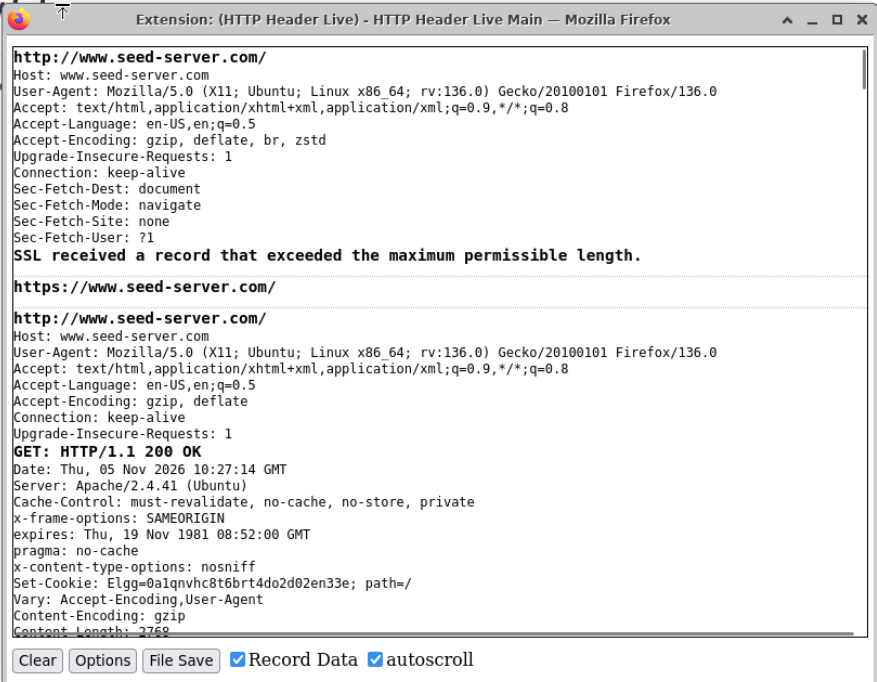 Extension: (HTTP Header Live) - HTTP Header Live Main — Mozilla Firefox
http://www.seed-server.com/
Host: www.seed-server.com
User-Agent: Mozilla/5.0 (X11; Ubuntu; Linux x86_64; rv:136.0) Gecko/20100101 Firefox/136.0
Accept: text/html,application/xhtml+xml,application/xml;q=0.9,*/*;q=0.8
Accept-Language: en-US,en;q=0.5
Accept-Encoding: gzip, deflate, br, zstd
Upgrade-Insecure-Requests: 1
Connection: keep-alive
Sec-Fetch-Dest: document
Sec-Fetch-Mode: navigate
Sec-Fetch-Site: none
Sec-Fetch-User: ?1
SSL received a record that exceeded the maximum permissible length.
https://www.seed-server.com/
http://www.seed-server.com/
Host: www.seed-server.com
User-Agent: Mozilla/5.0 (X11; Ubuntu; Linux x86_64; rv:136.0) Gecko/20100101 Firefox/136.0
Accept: text/html,application/xhtml+xml,application/xml;q=0.9,*/*;q=0.8
Accept-Language: en-US,en;q=0.5
Accept-Encoding: gzip, deflate
Connection: keep-alive
Upgrade-Insecure-Requests: 1
GET: HTTP/1.1 200 OK
Date: Thu, 05 Nov 2026 10:27:14 GMT
Server: Apache/2.4.41 (Ubuntu)
Cache-Control: must-revalidate, no-cache, no-store, private
x-frame-options: SAMEORIGIN
expires: Thu, 19 Nov 1981 08:52:00 GMT
pragma: no-cache
x-content-type-options: nosniff
Set-Cookie: Elgg=0a1qnvhc8t6brt4do2d02en33e; path=/
Vary: Accept-Encoding,User-Agent
Content-Encoding: gzip
Content-Length: 2768
Clear Options File Save Record Data autoscroll